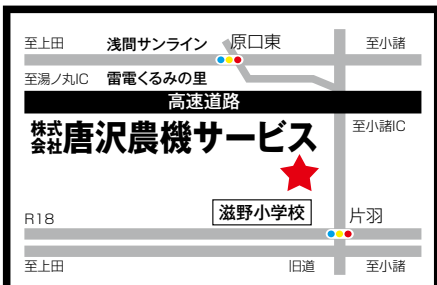 至上田 浅間サンライン 原口東 至小諸
至湯ノ丸IC 雷電くるみの里
高速道路
株式会社唐沢農機サービス 至小諸IC
滋野小学校 片羽
R18
至上田 旧道 至小諸